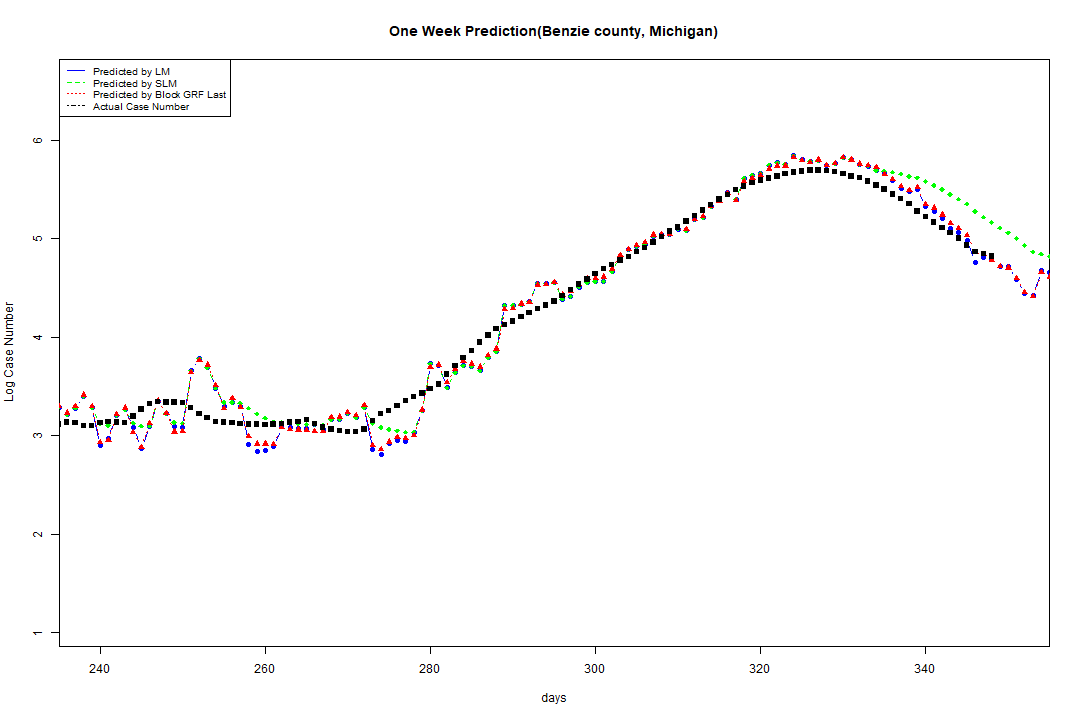 One Week Prediction(Benzie county, Michigan)
Predicted by LM
Predicted by SLM
Predicted by Block GRF Last
Actual Case Number
6
5
4
3
2
1
Log Case Number
240 260 280 300 320 340
days